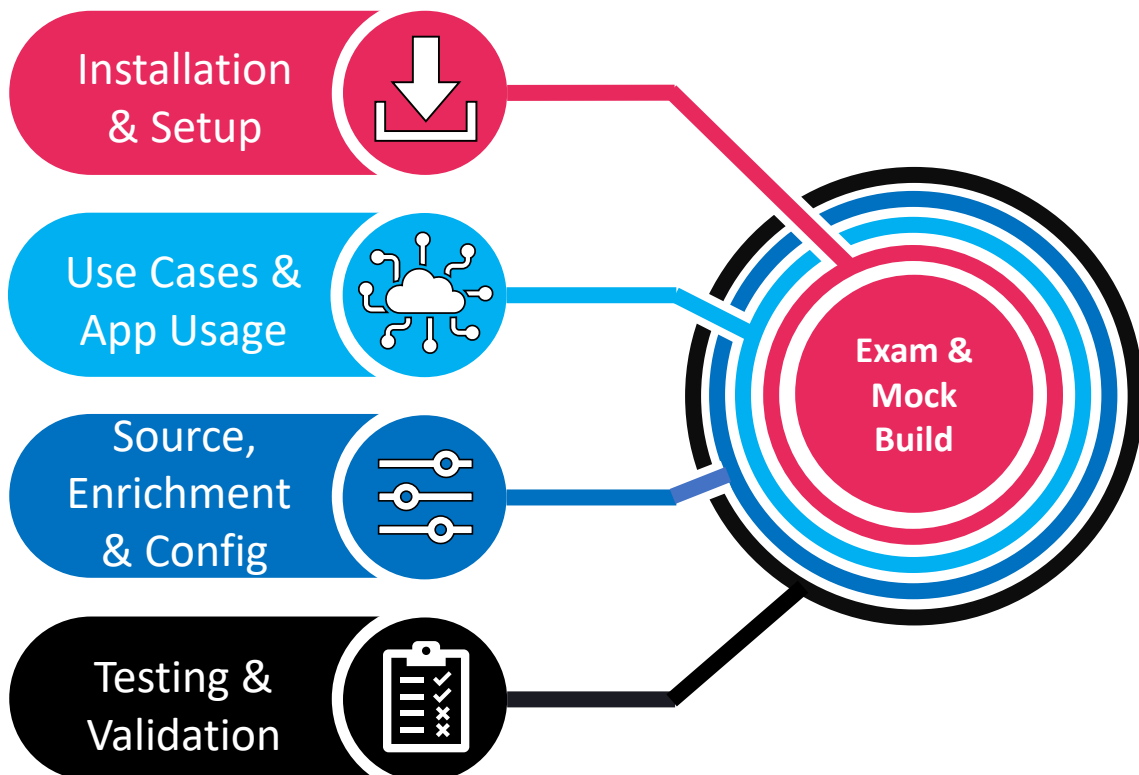 Installation
& Setup
Use Cases &
App Usage
Source,
Enrichment
& Config
Testing &
Validation
Exam &
Mock
Build